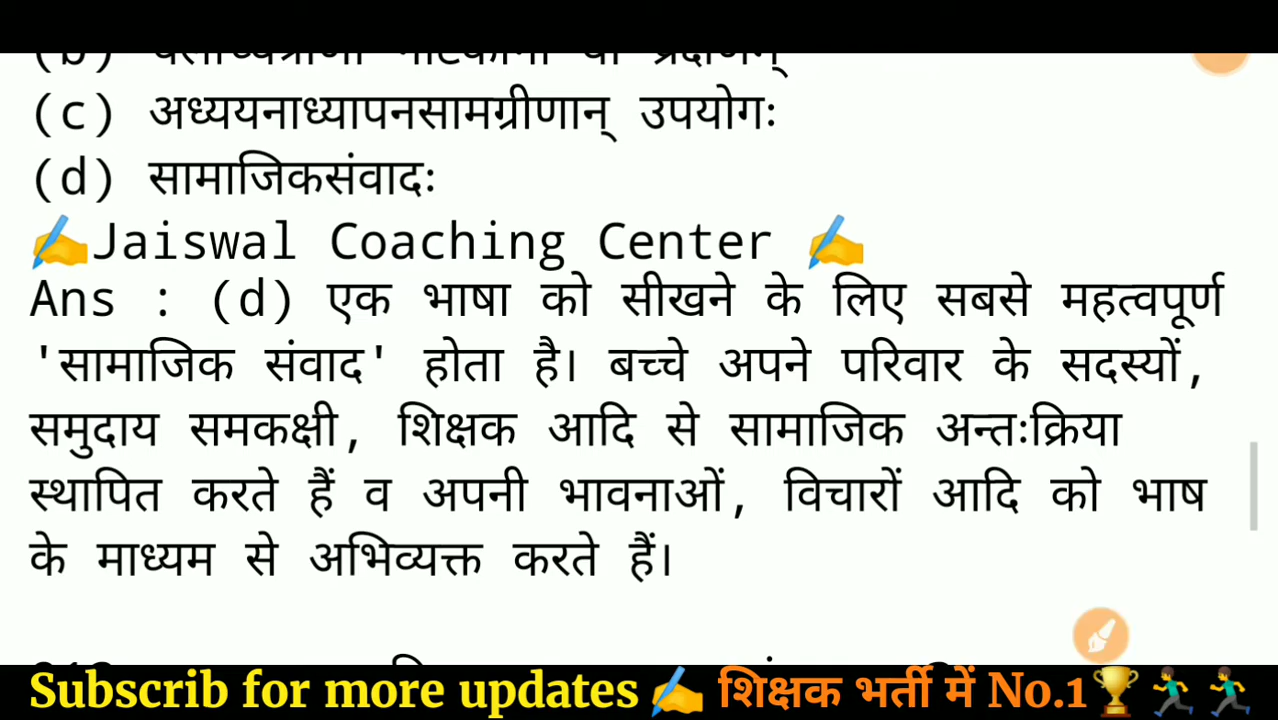 (c) अध्ययनाध्यापनसामग्रीणान् उपयोगः
(d) सामाजिकसंवादः
✍Jaiswal Coaching Center ✍
Ans : (d) एक भाषा को सीखने के लिए सबसे महत्वपूर्ण
'सामाजिक संवाद' होता है। बच्चे अपने परिवार के सदस्यों,
समुदाय समकक्षी, शिक्षक आदि से सामाजिक अन्तःक्रिया
स्थापित करते हैं व अपनी भावनाओं, विचारों आदि को भाष
के माध्यम से अभिव्यक्त करते हैं।
Subscrib for more updates ✍ शिक्षक भर्ती में No.1🏆🏃‍♂️🏃‍♂️